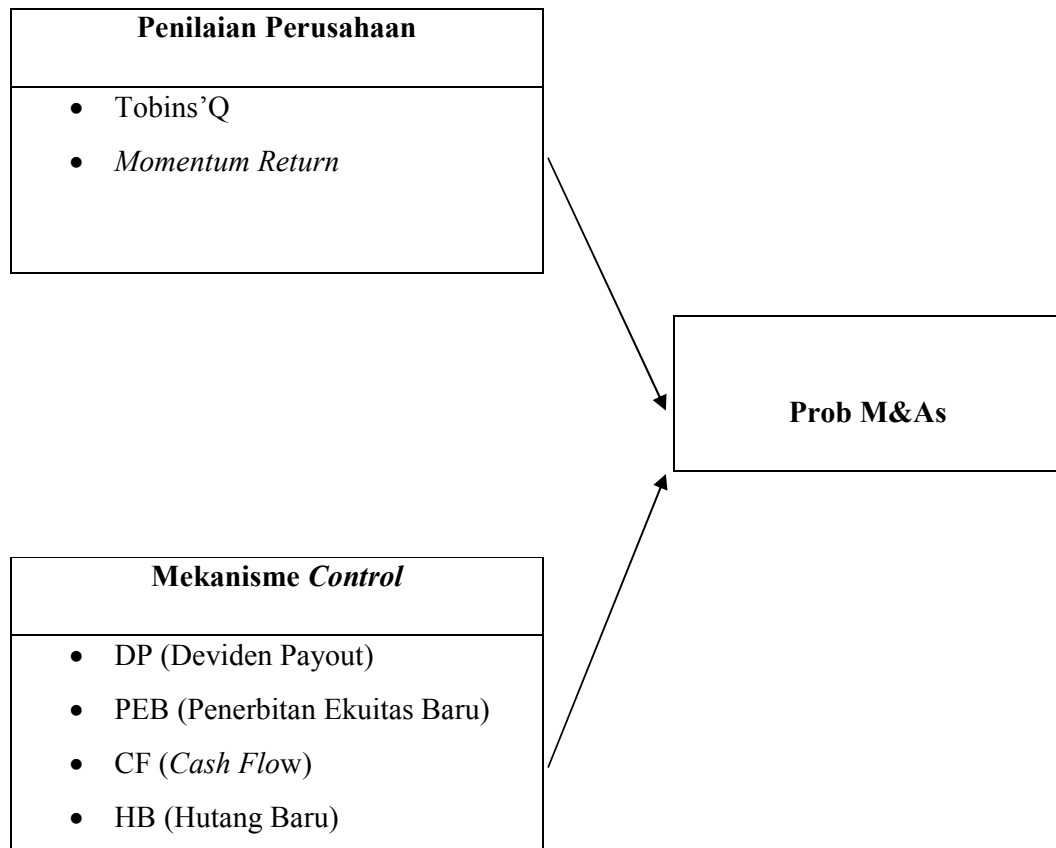 Penilaian Perusahaan
• Tobins’Q
• Momentum Return
Prob M&As
Mekanisme Control
• DP (Deviden Payout)
• PEB (Penerbitan Ekuitas Baru)
• CF (Cash Flow)
• HB (Hutang Baru)